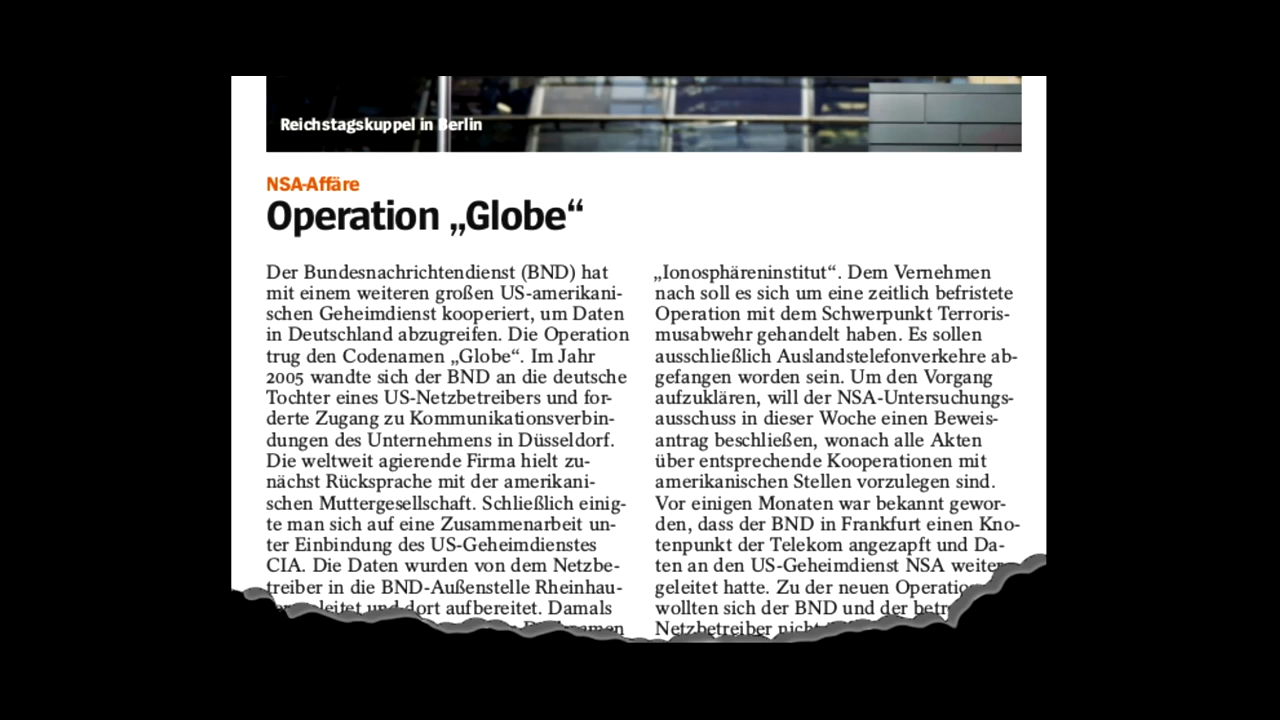 Reichstagskuppel in Berlin
NSA-Affäre
Operation „Globe“
Der Bundesnachrichtendienst (BND) hat
mit einem weiteren großen US-amerikani-
schen Geheimdienst kooperiert, um Daten
in Deutschland abzugreifen. Die Operation
trug den Codenamen „Globe“. Im Jahr
2005 wandte sich der BND an die deutsche
Tochter eines US-Netzbetreibers und for-
derte Zugang zu Kommunikationsverbin-
dungen des Unternehmens in Düsseldorf.
Die weltweit agierende Firma hielt zu-
nächst Rücksprache mit der amerikani-
schen Muttergesellschaft. Schließlich einig-
te man sich auf eine Zusammenarbeit un-
ter Einbindung des US-Geheimdienstes
CIA. Die Daten wurden von dem Netzbe-
treiber in die BND-Außenstelle Rheinhau-
und dort aufbereitet. Damals
„Ionosphäreninstitut“. Dem Vernehmen
nach soll es sich um eine zeitlich befristete
Operation mit dem Schwerpunkt Terroris-
musabwehr gehandelt haben. Es sollen
ausschließlich Auslandstelefonverkehre ab-
gefangen worden sein. Um den Vorgang
aufzuklären, will der NSA-Untersuchungs-
ausschuss in dieser Woche einen Beweis-
antrag beschließen, wonach alle Akten
über entsprechende Kooperationen mit
amerikanischen Stellen vorzulegen sind.
Vor einigen Monaten war bekannt gewor-
den, dass der BND in Frankfurt einen Kno-
tenpunkt der Telekom angezapft und Da-
ten an den US-Geheimdienst NSA weiter-
geleitet hatte. Zu der neuen
wollten sich der BND und der
Netzbetreiber